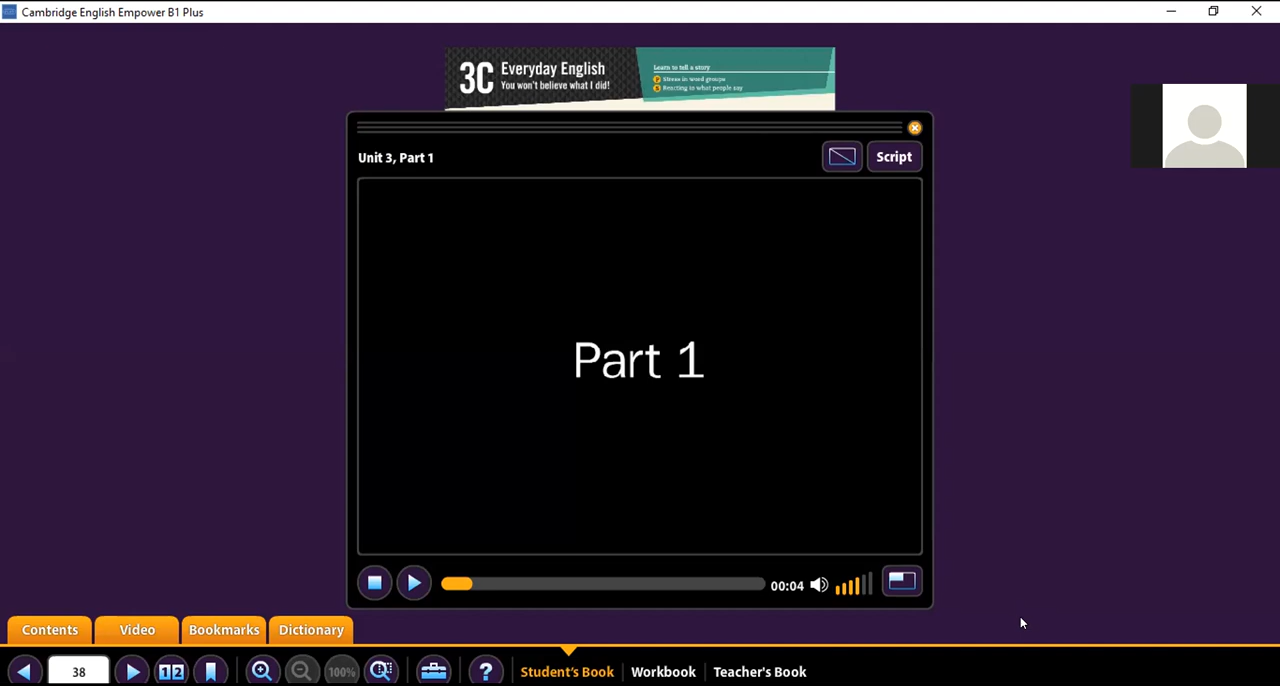 Cambridge English Empower B1 Plus
3C Everyday English
You won't believe what I did!
Learn to tell a story
P Stress in word groups
S Reacting to what people say
Unit 3, Part 1
Script
Part 1
00:04
Contents
Video
Bookmarks
Dictionary
38
12
100%
?
Student's Book
Workbook
Teacher's Book